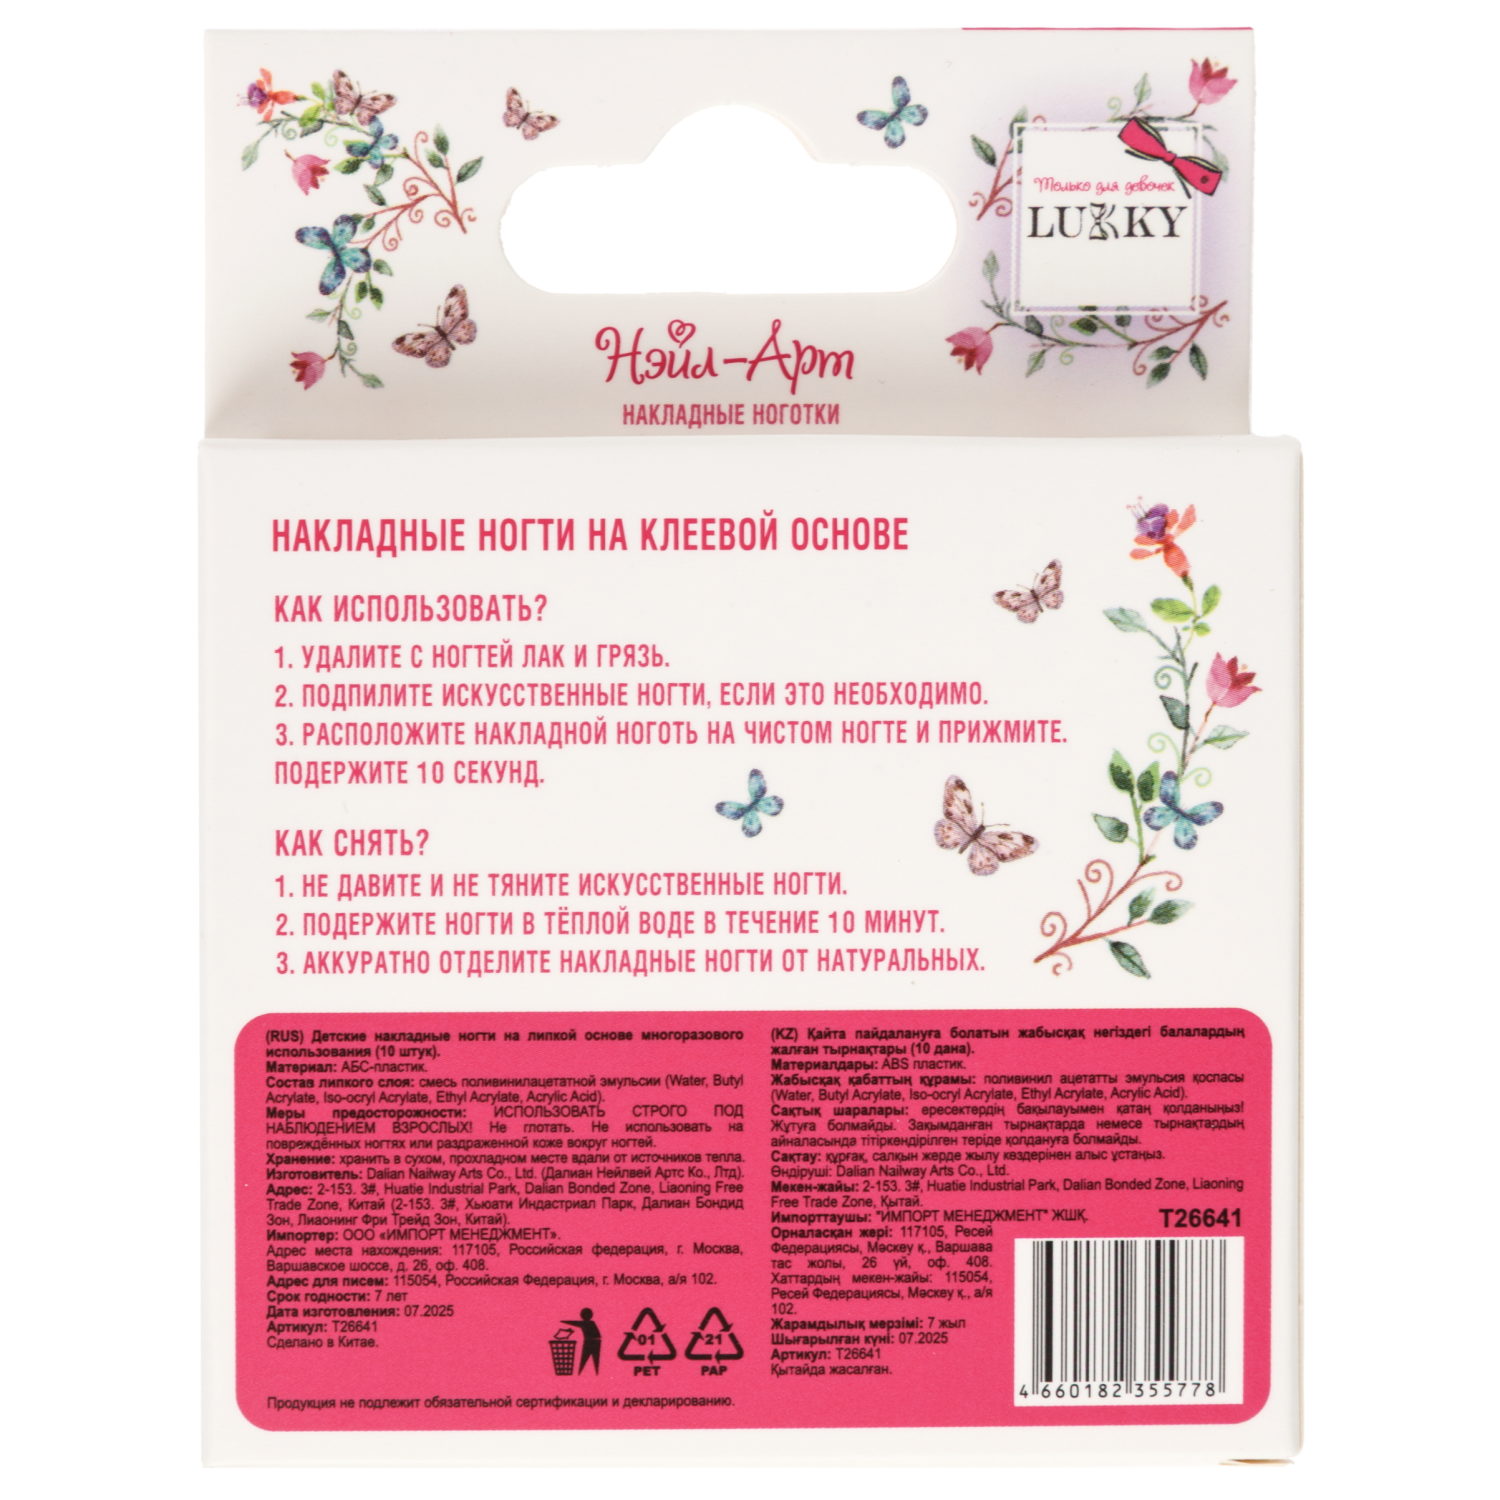 Только для девочек
LUKKY
Нэйл-Арт
НАКЛАДНЫЕ НОГОТКИ
НАКЛАДНЫЕ НОГТИ НА КЛЕЕВОЙ ОСНОВЕ
КАК ИСПОЛЬЗОВАТЬ?
1. УДАЛИТЕ С НОГТЕЙ ЛАК И ГРЯЗЬ.
2. ПОДПИЛИТЕ ИСКУССТВЕННЫЕ НОГТИ, ЕСЛИ ЭТО НЕОБХОДИМО.
3. РАСПОЛОЖИТЕ НАКЛАДНОЙ НОГОТЬ НА ЧИСТОМ НОГТЕ И ПРИЖМИТЕ.
ПОДЕРЖИТЕ 10 СЕКУНД.
КАК СНЯТЬ?
1. НЕ ДАВИТЕ И НЕ ТЯНИТЕ ИСКУССТВЕННЫЕ НОГТИ.
2. ПОДЕРЖИТЕ НОГТИ В ТЁПЛОЙ ВОДЕ В ТЕЧЕНИЕ 10 МИНУТ.
3. АККУРАТНО ОТДЕЛИТЕ НАКЛАДНЫЕ НОГТИ ОТ НАТУРАЛЬНЫХ.
(RUS) Детские накладные ногти на липкой основе многоразового
использования (10 штук).
Материал: АБС-пластик.
Состав липкого слоя: смесь поливинилацетатной эмульсии (Water, Butyl
Acrylate, Iso-ocryl Acrylate, Ethyl Acrylate, Acrylic Acid).
Меры предосторожности: ИСПОЛЬЗОВАТЬ СТРОГО ПОД
НАБЛЮДЕНИЕМ ВЗРОСЛЫХ! Не глотать. Не использовать на
повреждённых ногтях или раздраженной коже вокруг ногтей.
Хранение: хранить в сухом, прохладном месте вдали от источников тепла.
Изготовитель: Dalian Nailway Arts Co., Ltd. (Далиан Нейлвей Артс Ко., Лтд).
Адрес: 2-153. 3#, Huatie Industrial Park, Dalian Bonded Zone, Liaoning Free
Trade Zone, Китай (2-153. 3#, Хьюати Индастриал Парк, Далиан Бондид
Зон, Лиаонинг Фри Трейд Зон, Китай).
Импортер: ООО «ИМПОРТ МЕНЕДЖМЕНТ».
Адрес места нахождения: 117105, Российская федерация, г. Москва,
Варшавское шоссе, д. 26, оф. 408.
Адрес для писем: 115054, Российская Федерация, г. Москва, а/я 102.
Срок годности: 7 лет
Дата изготовления: 07.2025
Артикул: T26641
Сделано в Китае.
01
PET
21
PAP
Продукция не подлежит обязательной сертификации и декларированию.
(KZ) Қайта пайдалануға болатын жабысқақ негіздегі балалардың
жалған тырнақтары (10 дана).
Материалдары: ABS пластик.
Жабысқақ қабаттың құрамы: поливинил ацетатты эмульсия қоспасы
(Water, Butyl Acrylate, Iso-ocryl Acrylate, Ethyl Acrylate, Acrylic Acid).
Сақтық шаралары: ересектердің бақылауымен қатаң қолданыңыз!
Жұтуға болмайды. Зақымданған тырнақтарда немесе тырнақтардың
айналасында тітіркендірілген теріде қолдануға болмайды.
Сақтау: құрғақ, салқын жерде жылу көздерінен алыс ұстаңыз.
Өндіруші: Dalian Nailway Arts Co., Ltd.
Мекен-жайы: 2-153. 3#, Huatie Industrial Park, Dalian Bonded Zone, Liaoning
Free Trade Zone, Қытай.
Импорттаушы: "ИМПОРТ МЕНЕДЖМЕНТ" ЖШҚ.
Орналасқан жері: 117105, Ресей
Федерациясы, Мәскеу қ., Варшава
тас жолы, 26 үй, оф. 408.
Хаттардың мекен-жайы: 115054,
Ресей Федерациясы, Мәскеу қ., а/я
102.
Жарамдылық мерзімі: 7 жыл
Шығарылған күні: 07.2025
Артикул: T26641
Қытайда жасалған.
T26641
4 660182 355778